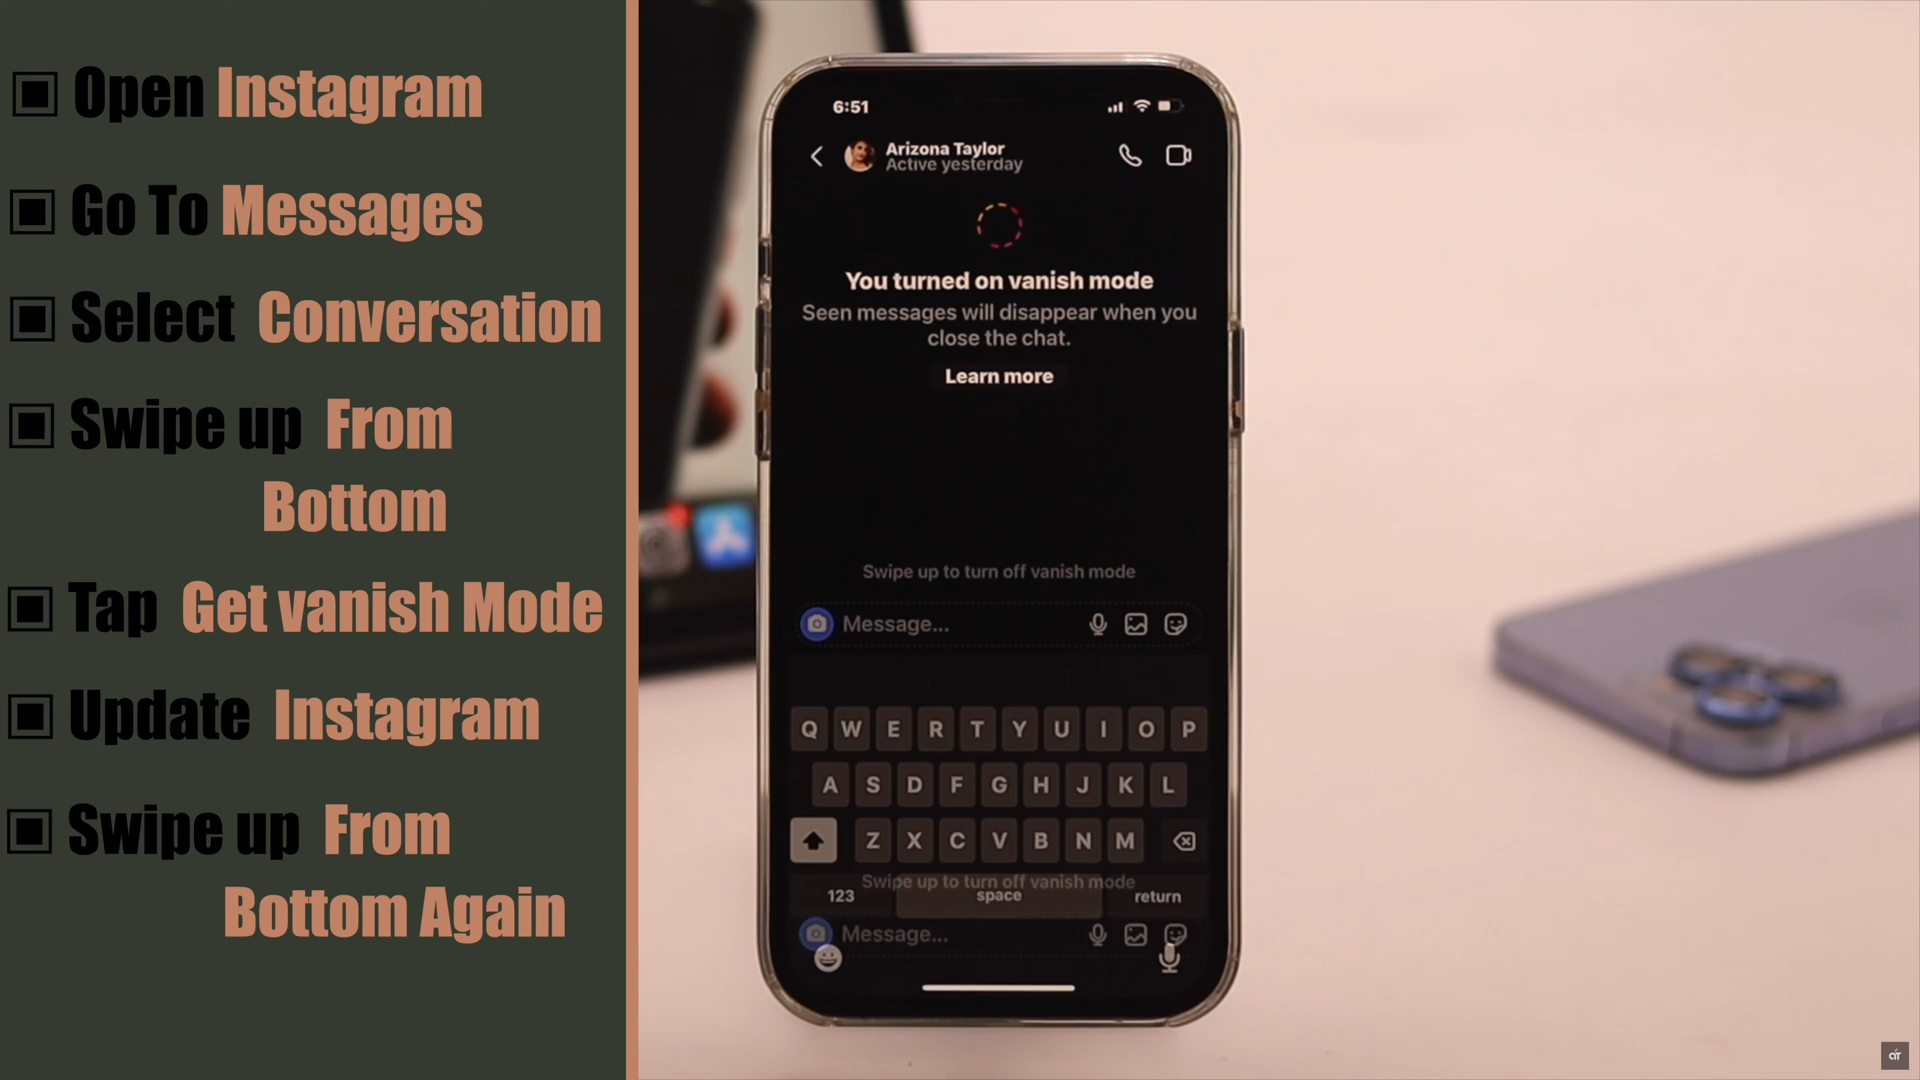 Open Instagram
Go To Messages
Select Conversation
Swipe up From
Bottom
Tap Get vanish Mode
Update Instagram
Swipe up From
Bottom Again
6:51
Arizona Taylor
Active yesterday
You turned on vanish mode
Seen messages will disappear when you
close the chat.
Learn more
Swipe up to turn off vanish mode
Message...
Q W E R T Y U I O P
A S D F G H J K L
Z X C V B N M
Swipe up to turn off vanish mode
123 space return
Message...